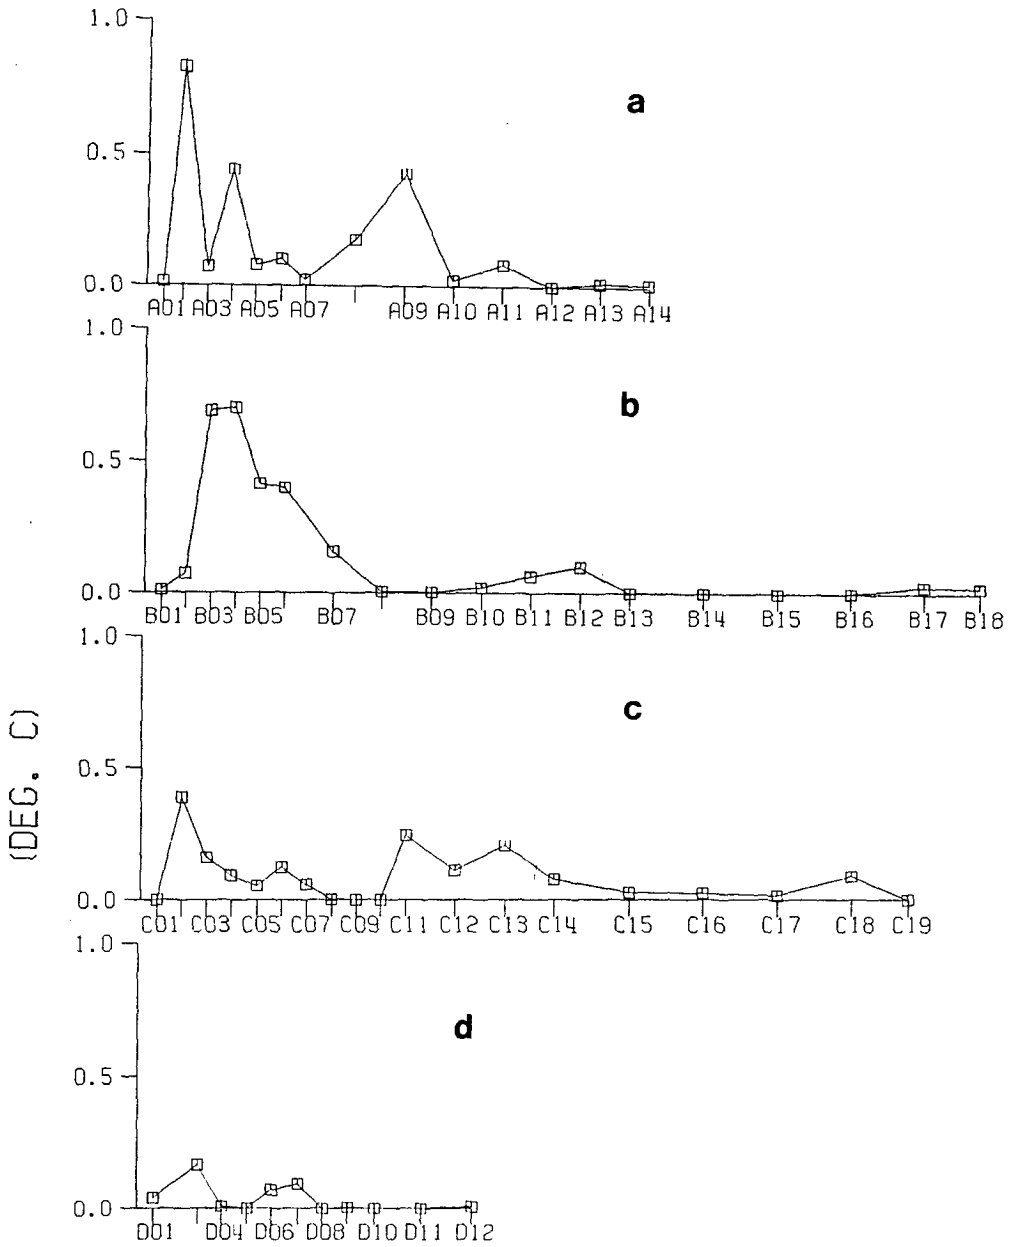 1.0
a
0.5
0.0
A01 A03 A05 A07 A09 A10 A11 A12 A13 A14
1.0
b
0.5
0.0
B01 B03 B05 B07 B09 B10 B11 B12 B13 B14 B15 B16 B17 B18
1.0
c
(DEG. C)
0.5
0.0
C01 C03 C05 C07 C09 C11 C12 C13 C14 C15 C16 C17 C18 C19
1.0
d
0.5
0.0
D01 D04 D06 D08 D10 D11 D12